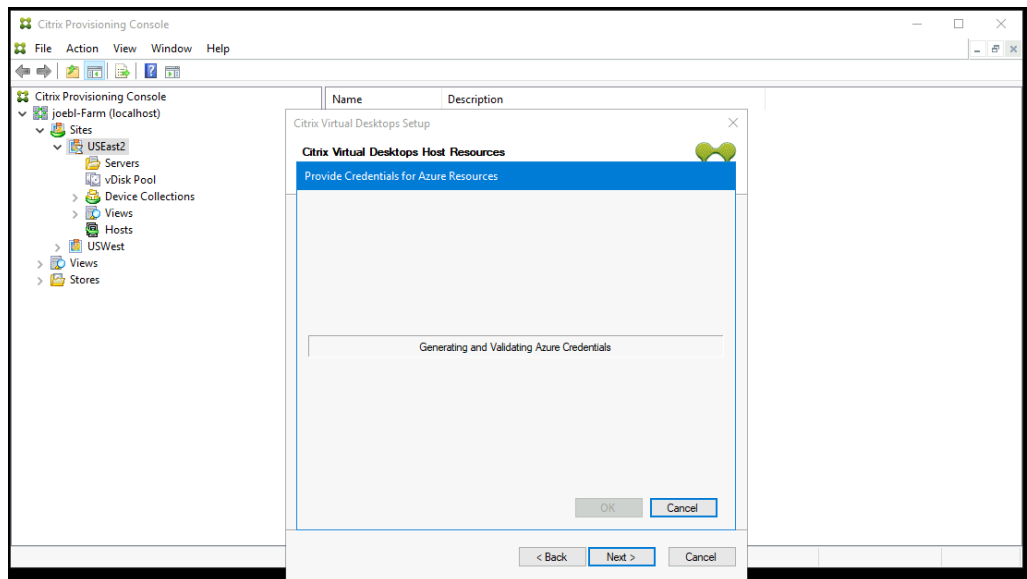 Citrix Provisioning Console
File Action View Window Help
Citrix Provisioning Console
joebl-Farm (localhost)
Sites
USEast2
Servers
vDisk Pool
Device Collections
Views
Hosts
USWest
Views
Stores
Name Description
Citrix Virtual Desktops Setup
Citrix Virtual Desktops Host Resources
Provide Credentials for Azure Resources
Generating and Validating Azure Credentials
OK Cancel
< Back Next > Cancel